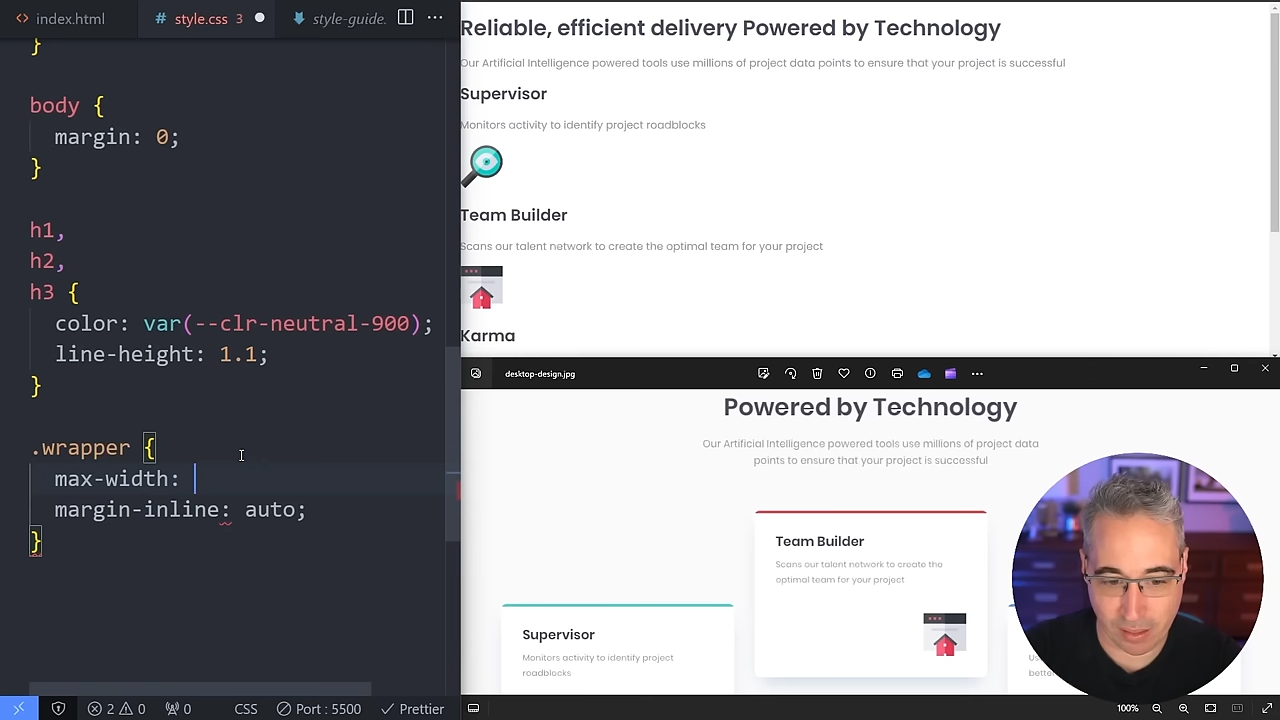 index.html
style.css 3
style-guide.
}
body {
margin: 0;
}
h1,
h2,
h3 {
color: var(--clr-neutral-900);
line-height: 1.1;
}
.wrapper {
max-width:
margin-inline: auto;
}
2 0
0
CSS
Port : 5500
Prettier
Reliable, efficient delivery Powered by Technology
Our Artificial Intelligence powered tools use millions of project data points to ensure that your project is successful
Supervisor
Monitors activity to identify project roadblocks
Team Builder
Scans our talent network to create the optimal team for your project
Karma
desktop-design.jpg
Powered by Technology
Our Artificial Intelligence powered tools use millions of project data
points to ensure that your project is successful
Team Builder
Scans our talent network to create the
optimal team for your project
Supervisor
Monitors activity to identify project
roadblocks
100%